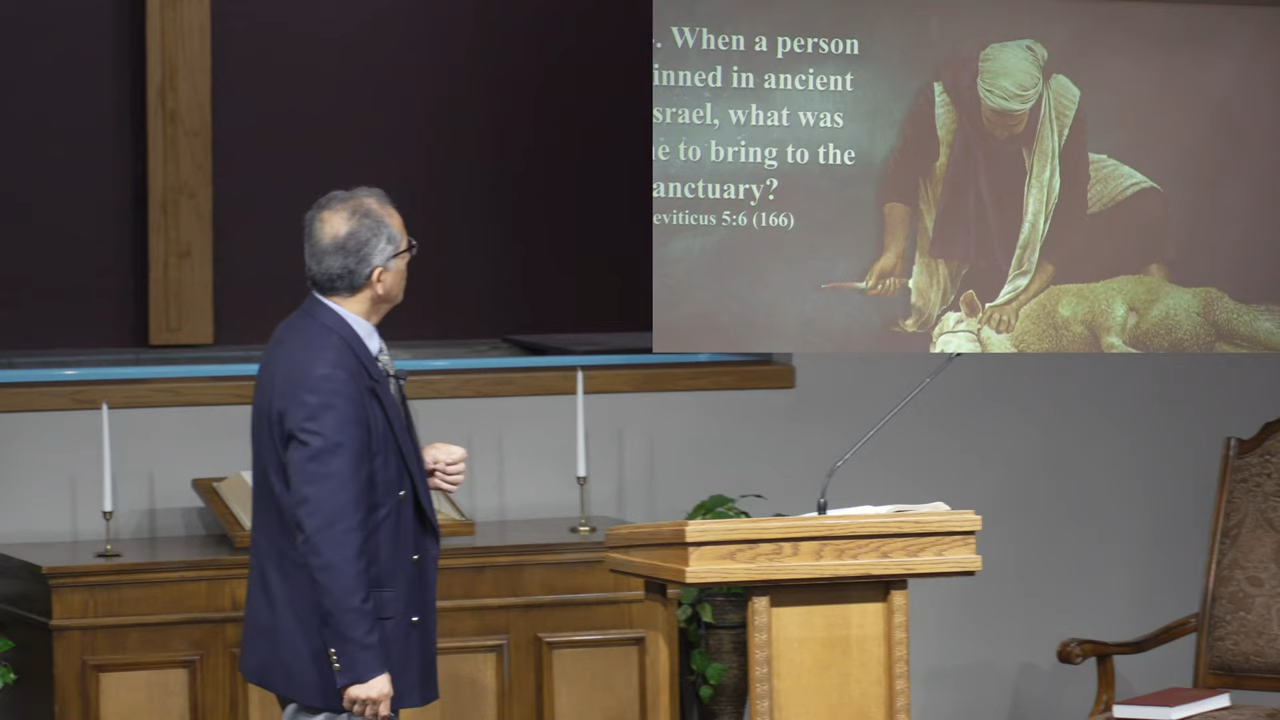 . When a person
inned in ancient
srael, what was
e to bring to the
anctuary?
eviticus 5:6 (166)